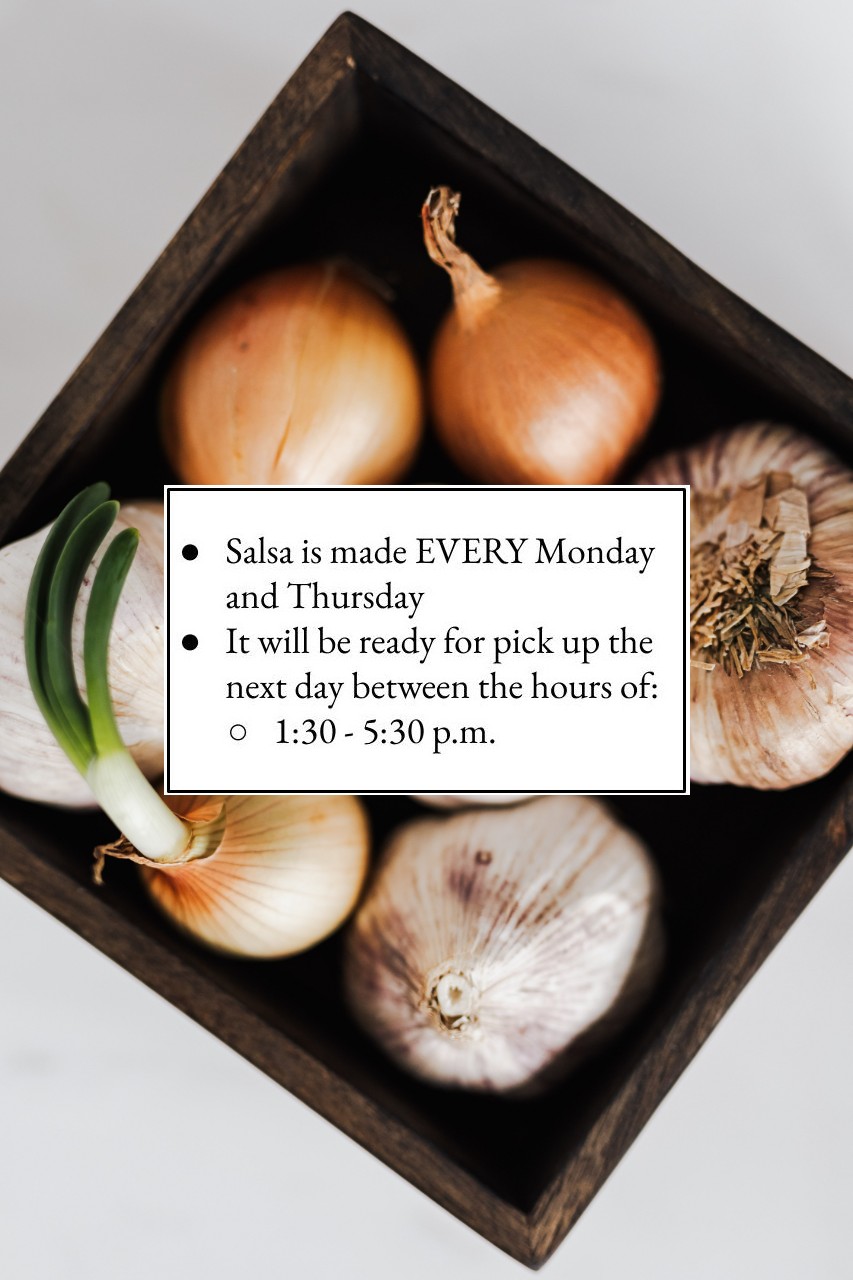 ● Salsa is made EVERY Monday
and Thursday
● It will be ready for pick up the
next day between the hours of:
○ 1:30 - 5:30 p.m.